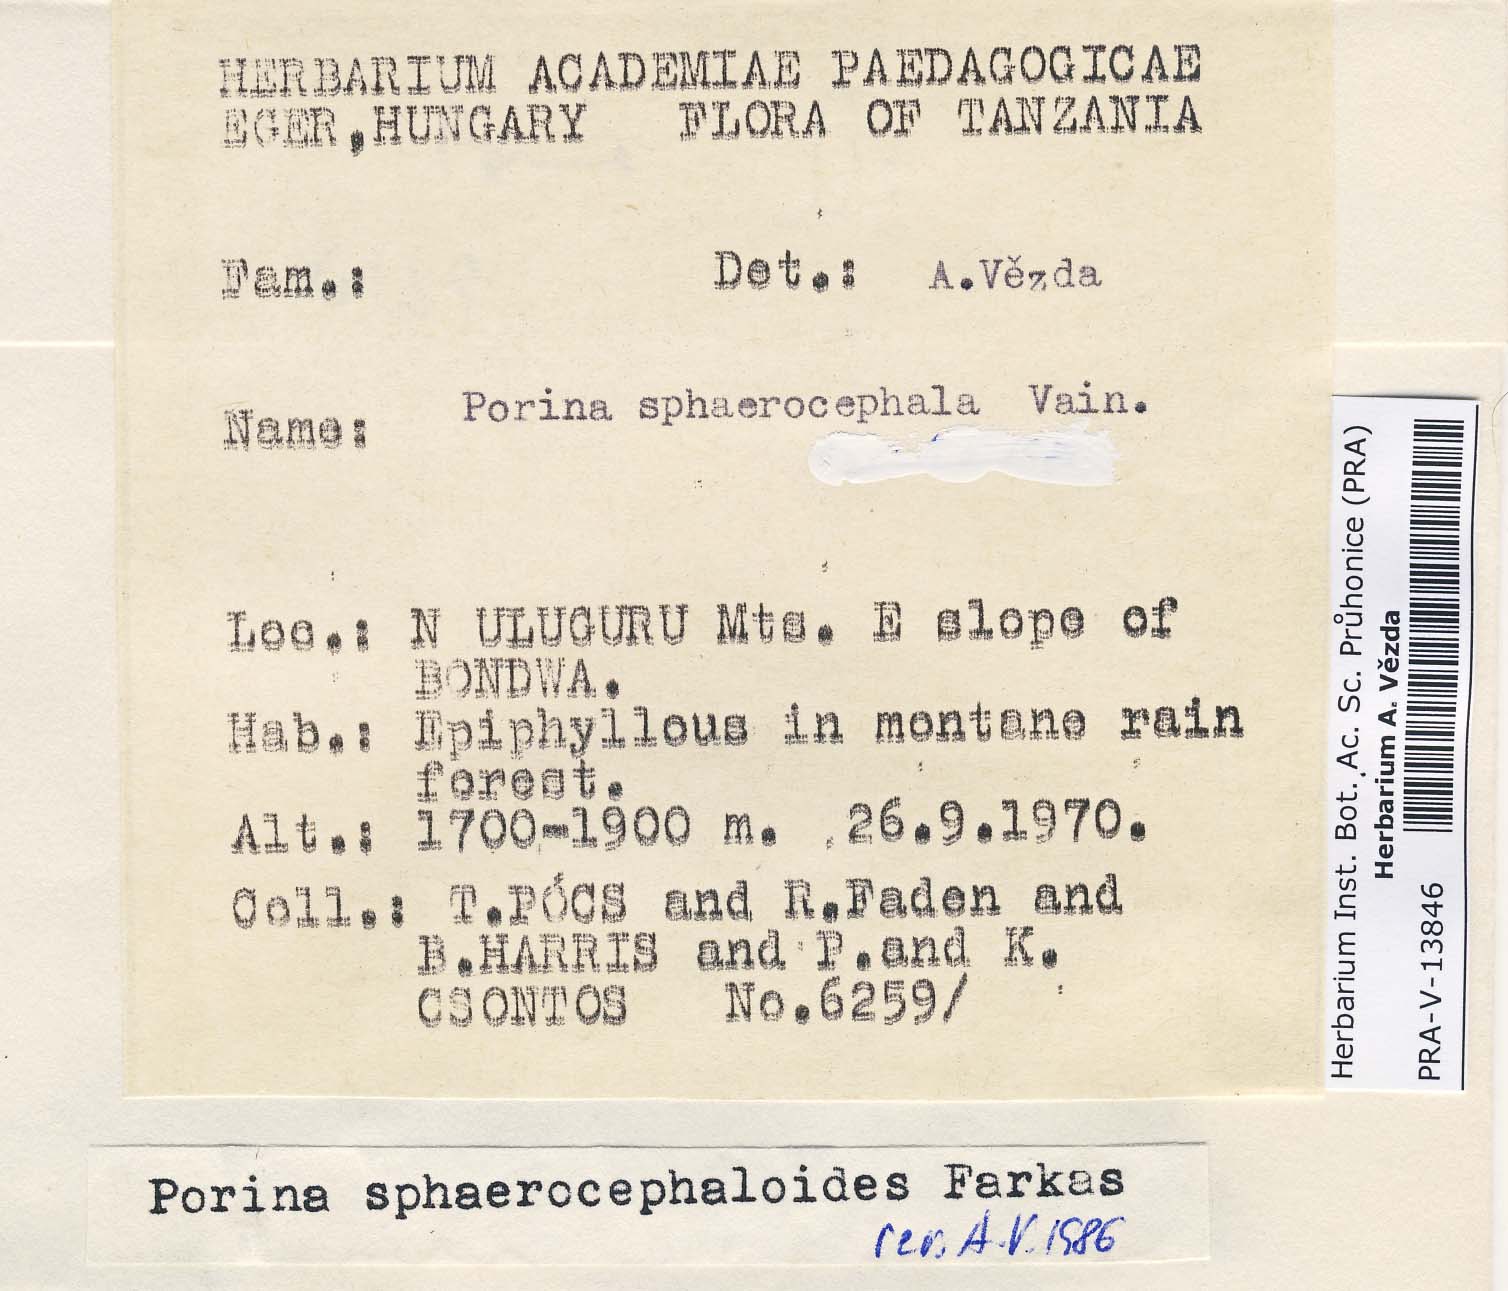 HERBARIUM ACADEMIAE PAEDAGOGICAE
EGER,HUNGARY FLORA OF TANZANIA
Fam.: Det.: A.Vězda
Name: Porina sphaerocephala Vain.
Loc.: N ULUGURU Mts. E slope of
BONDWA.
Hab.: Epiphyllous in montane rain
forest.
Alt.: 1700-1900 m. 26.9.1970.
Coll.: T.PÓCS and R.Faden and
B.HARRIS and P.and K.
CSONTOS No.6259/
Herbarium Inst. Bot. Ac. Sc. Průhonice (PRA)
Herbarium A. Vězda
PRA-V-13846
Porina sphaerocephaloides Farkas
rev. A.V. 1986